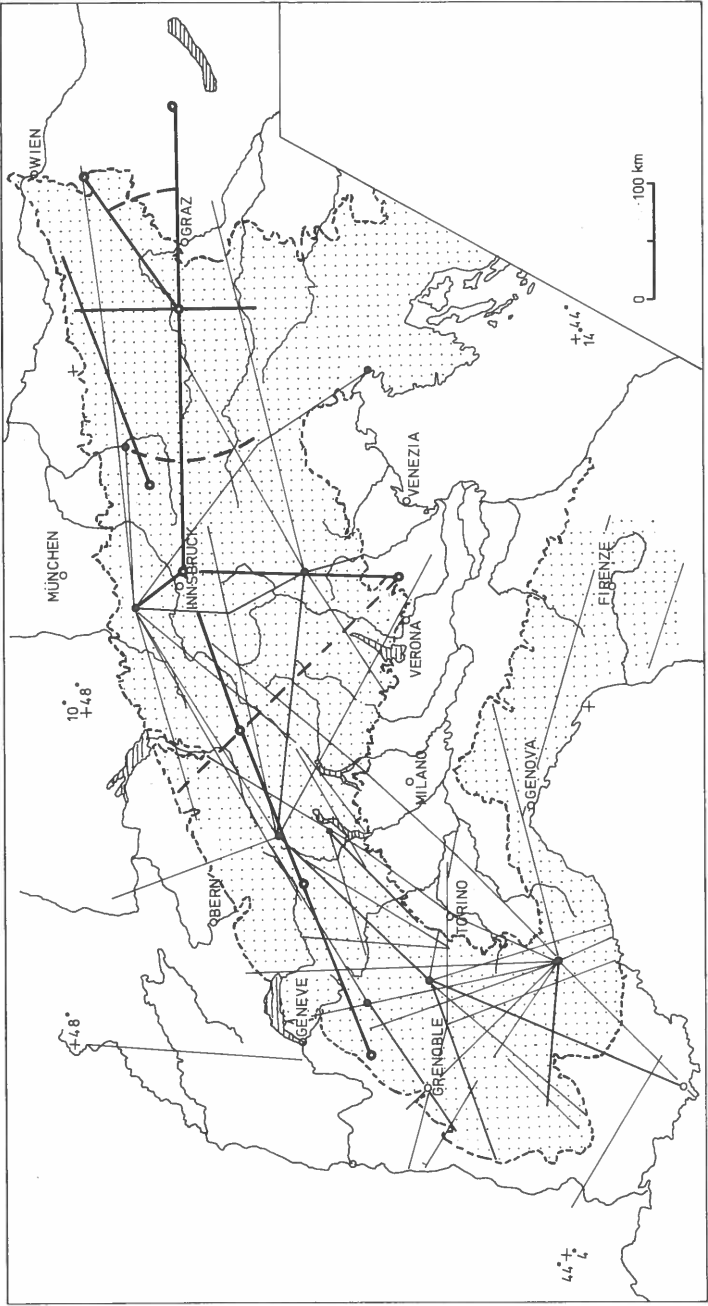 WIEN
GRAZ
MÜNCHEN
INNSBRUCK
VENEZIA
VERONA
FIRENZE
10° +48°
MILANO
GENOVA
BERN
TORINO
GENEVE
GRENOBLE
+48°
44°+
4°
+44°
14°
0 100 km